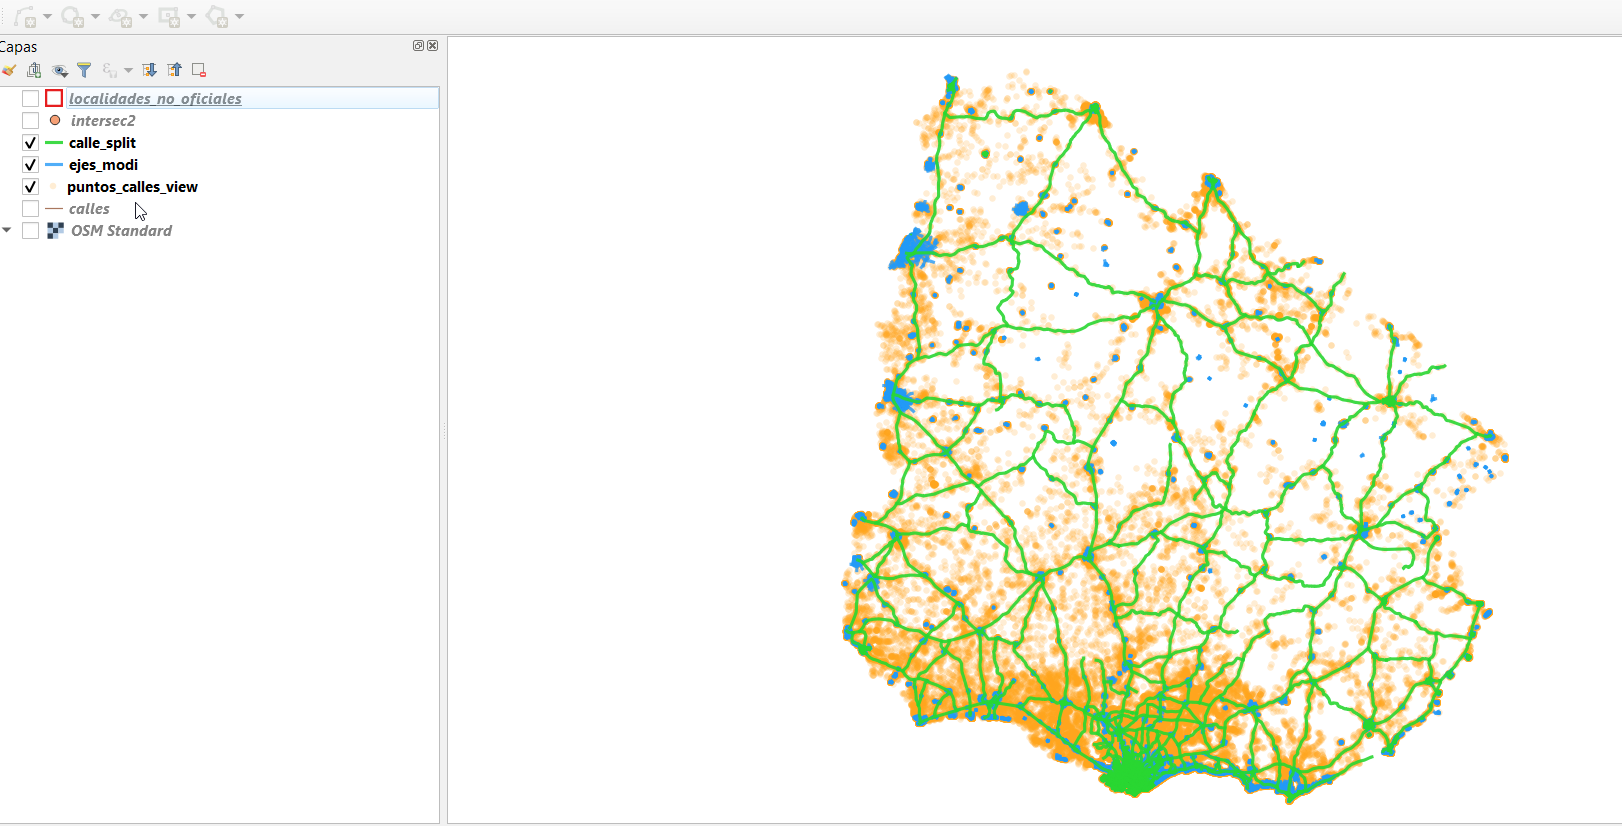 Capas
localidades_no_oficiales
intersec2
calle_split
ejes_modi
puntos_calles_view
calles
OSM Standard